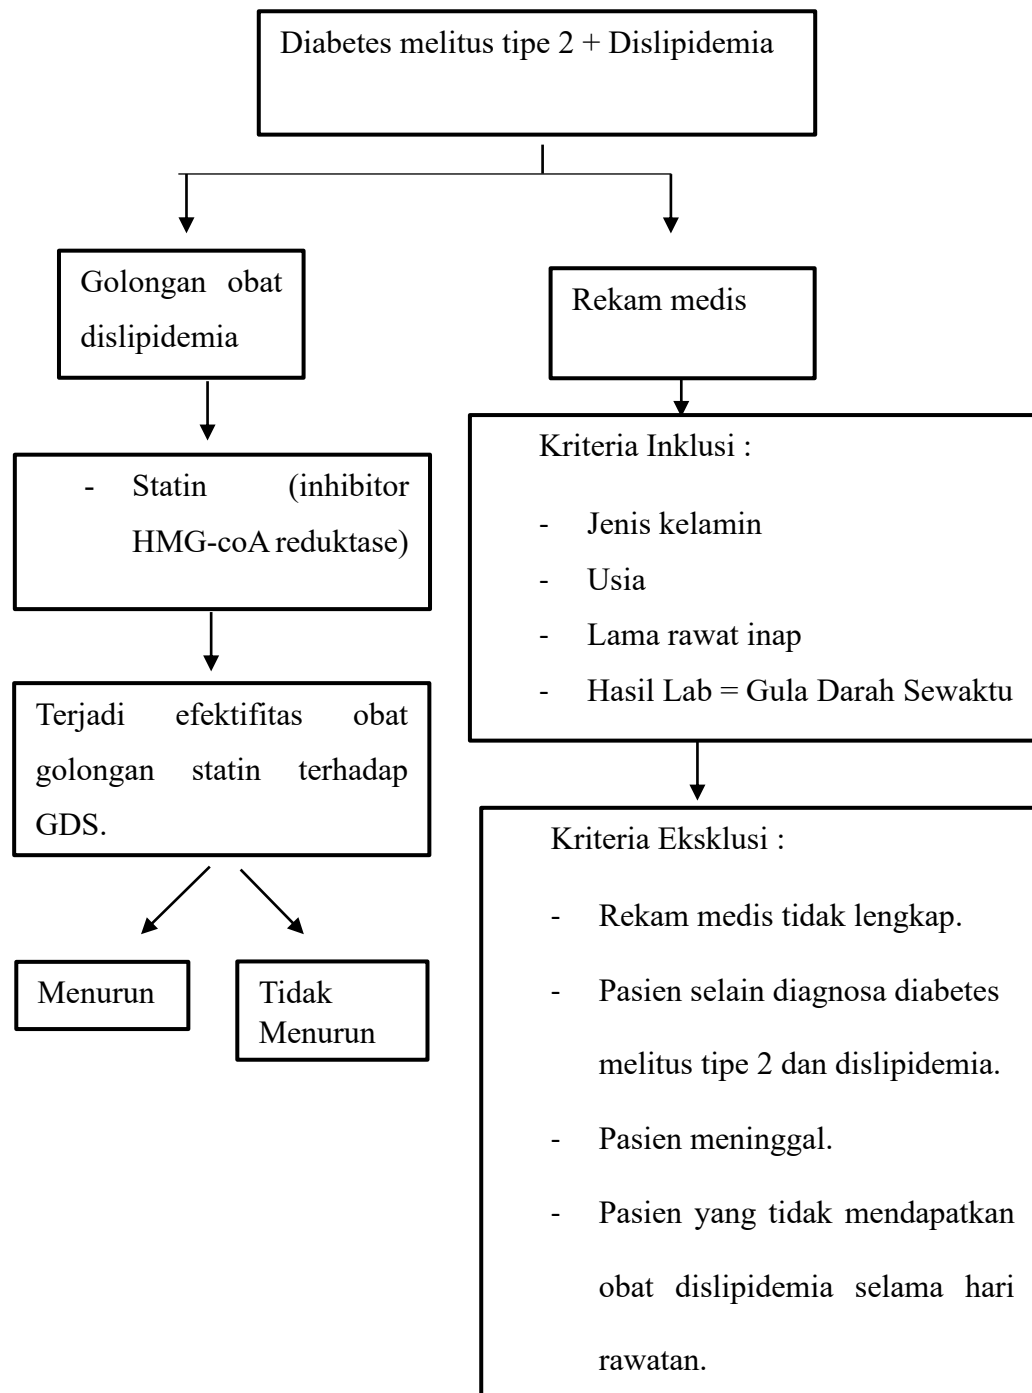 Diabetes melitus tipe 2 + Dislipidemia
Golongan obat
dislipidemia
Rekam medis
- Statin (inhibitor
HMG-coA reduktase)
Terjadi efektifitas obat
golongan statin terhadap
GDS.
Menurun
Tidak
Menurun
Kriteria Inklusi :
- Jenis kelamin
- Usia
- Lama rawat inap
- Hasil Lab = Gula Darah Sewaktu
Kriteria Eksklusi :
- Rekam medis tidak lengkap.
- Pasien selain diagnosa diabetes
melitus tipe 2 dan dislipidemia.
- Pasien meninggal.
- Pasien yang tidak mendapatkan
obat dislipidemia selama hari
rawatan.